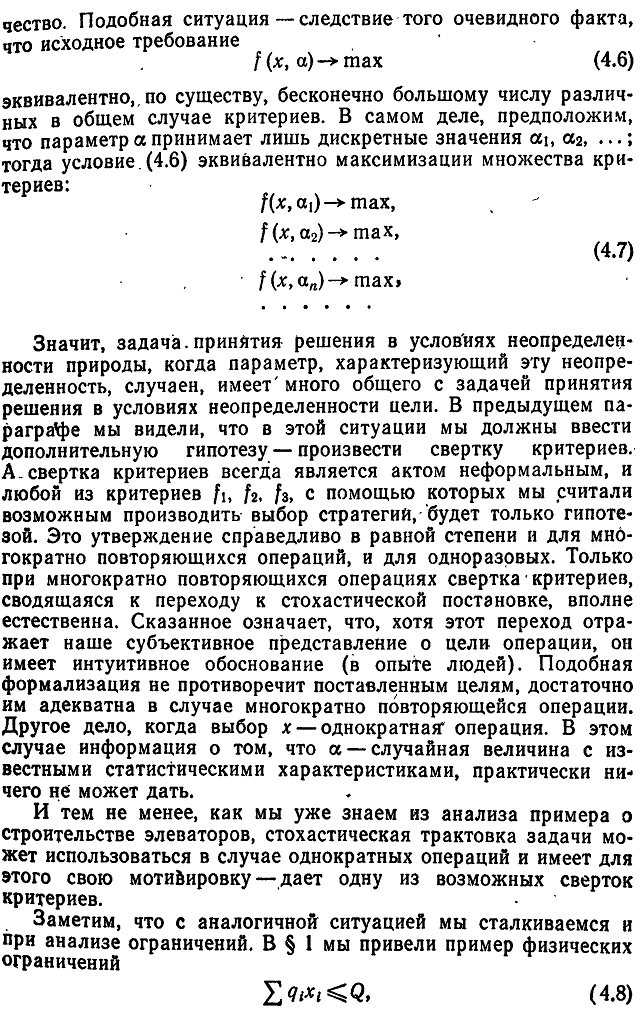 чество. Подобная ситуация — следствие того очевидного факта,
что исходное требование
f (x, α) → max (4.6)
эквивалентно, по существу, бесконечно большому числу различ-
ных в общем случае критериев. В самом деле, предположим,
что параметр α принимает лишь дискретные значения α₁, α₂, ...;
тогда условие (4.6) эквивалентно максимизации множества кри-
териев:
f(x, α₁) → max,
f (x, α₂) → max,
. . . . . . (4.7)
f (x, αₙ) → max,
. . . . . .
Значит, задача принятия решения в условиях неопределен-
ности природы, когда параметр, характеризующий эту неопре-
деленность, случаен, имеет много общего с задачей принятия
решения в условиях неопределенности цели. В предыдущем па-
раграфе мы видели, что в этой ситуации мы должны ввести
дополнительную гипотезу — произвести свертку критериев.
А свертка критериев всегда является актом неформальным, и
любой из критериев f₁, f₂, f₃, с помощью которых мы считали
возможным производить выбор стратегий, будет только гипоте-
зой. Это утверждение справедливо в равной степени и для мно-
гократно повторяющихся операций, и для одноразовых. Только
при многократно повторяющихся операциях свертка критериев,
сводящаяся к переходу к стохастической постановке, вполне
естественна. Сказанное означает, что, хотя этот переход отра-
жает наше субъективное представление о цели операции, он
имеет интуитивное обоснование (в опыте людей). Подобная
формализация не противоречит поставленным целям, достаточно
им адекватна в случае многократно повторяющейся операции.
Другое дело, когда выбор x — однократная операция. В этом
случае информация о том, что α — случайная величина с из-
вестными статистическими характеристиками, практически ни-
чего не может дать.
И тем не менее, как мы уже знаем из анализа примера о
строительстве элеваторов, стохастическая трактовка задачи мо-
жет использоваться в случае однократных операций и имеет для
этого свою мотивировку — дает одну из возможных сверток
критериев.
Заметим, что с аналогичной ситуацией мы сталкиваемся и
при анализе ограничений. В § 1 мы привели пример физических
ограничений
∑ qᵢxᵢ ⩽ Q, (4.8)